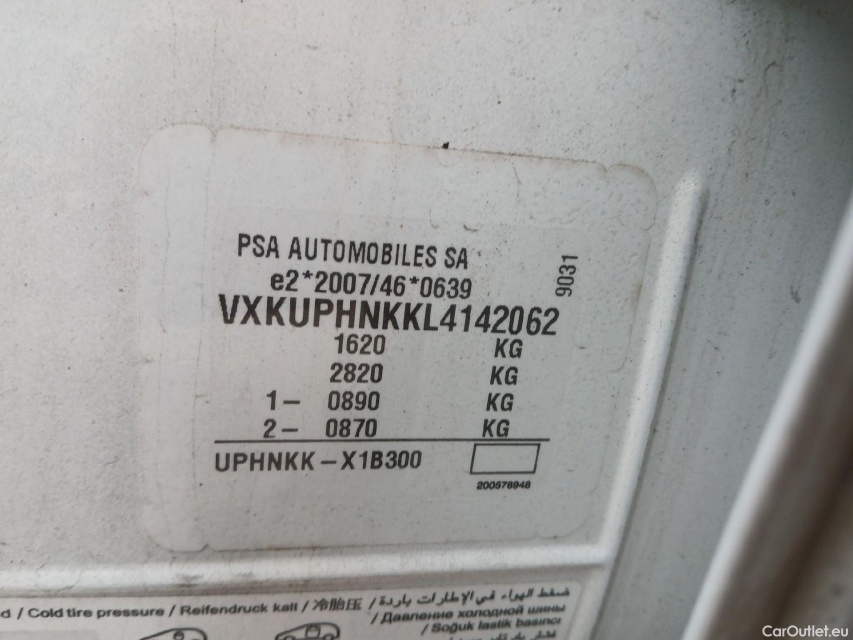 PSA AUTOMOBILES SA
e2*2007/46*0639
9031
VXKUPHNKKL4142062
1620 KG
2820 KG
1– 0890 KG
2– 0870 KG
UPHNKK–X1B300
200578948
ضغط الهواء في الإطارات باردة /
d / Cold tire pressure / Reifendruck kalt / 冷胎压 / Давление холодной шины
/ Soğuk lastik basıncı
CarOutlet.eu